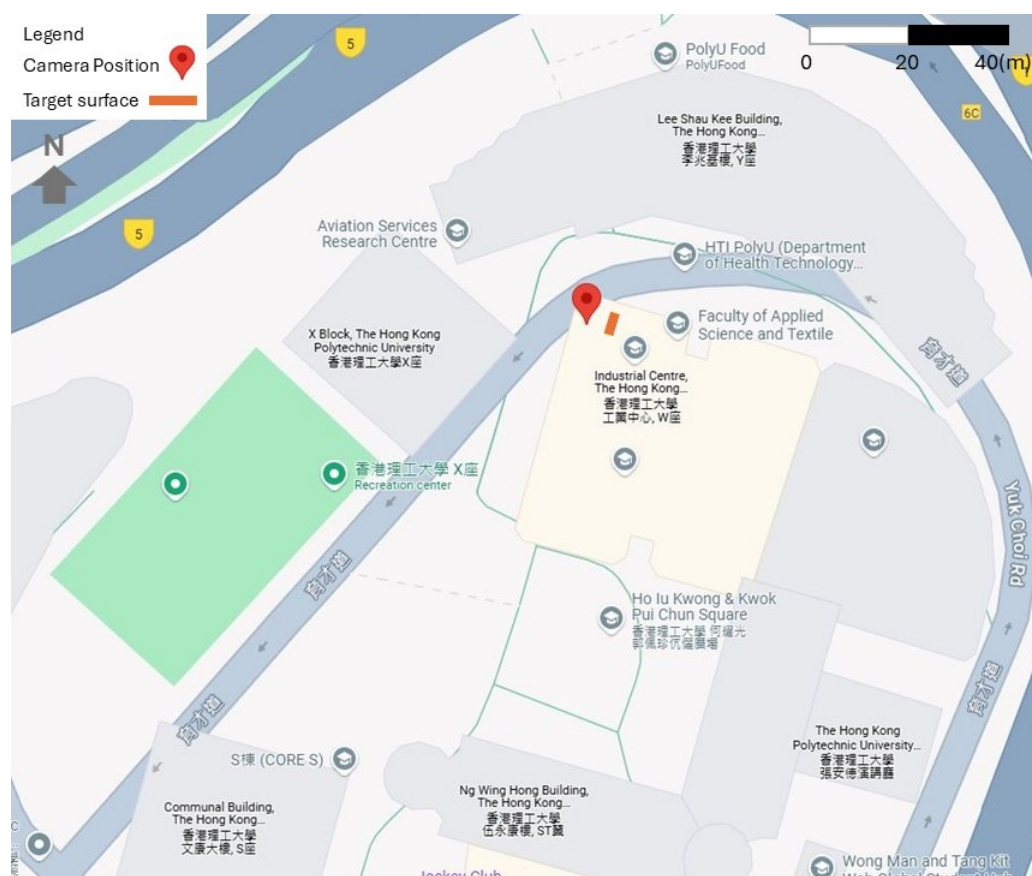 Legend
Camera Position
Target surface
N
5
5
0 20 40(m)
6C
PolyU Food
PolyUFood
Lee Shau Kee Building,
The Hong Kong...
香港理工大學
李兆基樓, Y座
Aviation Services
Research Centre
HTI PolyU (Department
of Health Technology...
X Block, The Hong Kong
Polytechnic University
香港理工大學X座
Faculty of Applied
Science and Textile
育才道
Industrial Centre,
The Hong Kong...
香港理工大學
工業中心, W座
香港理工大學 X座
Recreation center
Yuk Choi Rd
育才道
Ho Iu Kwong & Kwok
Pui Chun Square
香港理工大學 何耀光
郭佩珍伉儷廣場
育才道
育才道
S棟 (CORE S)
The Hong Kong
Polytechnic University...
香港理工大學
Ng Wing Hong Building,
The Hong Kong...
香港理工大學
伍永康樓, ST翼
Communal Building,
The Hong Kong...
香港理工大學
文康大樓, S座
Wong Man and Tang Kit
Jockey Club